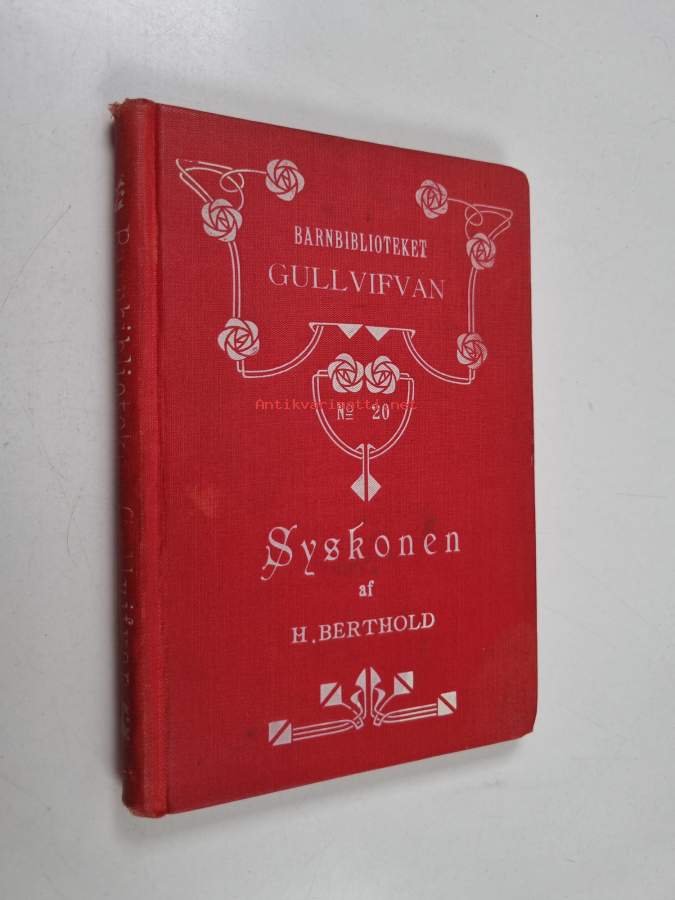 BARNBIBLIOTEKET
GULLVIFVAN
Antikvariaatti.net
No 20
Syskonen
af
H. BERTHOLD